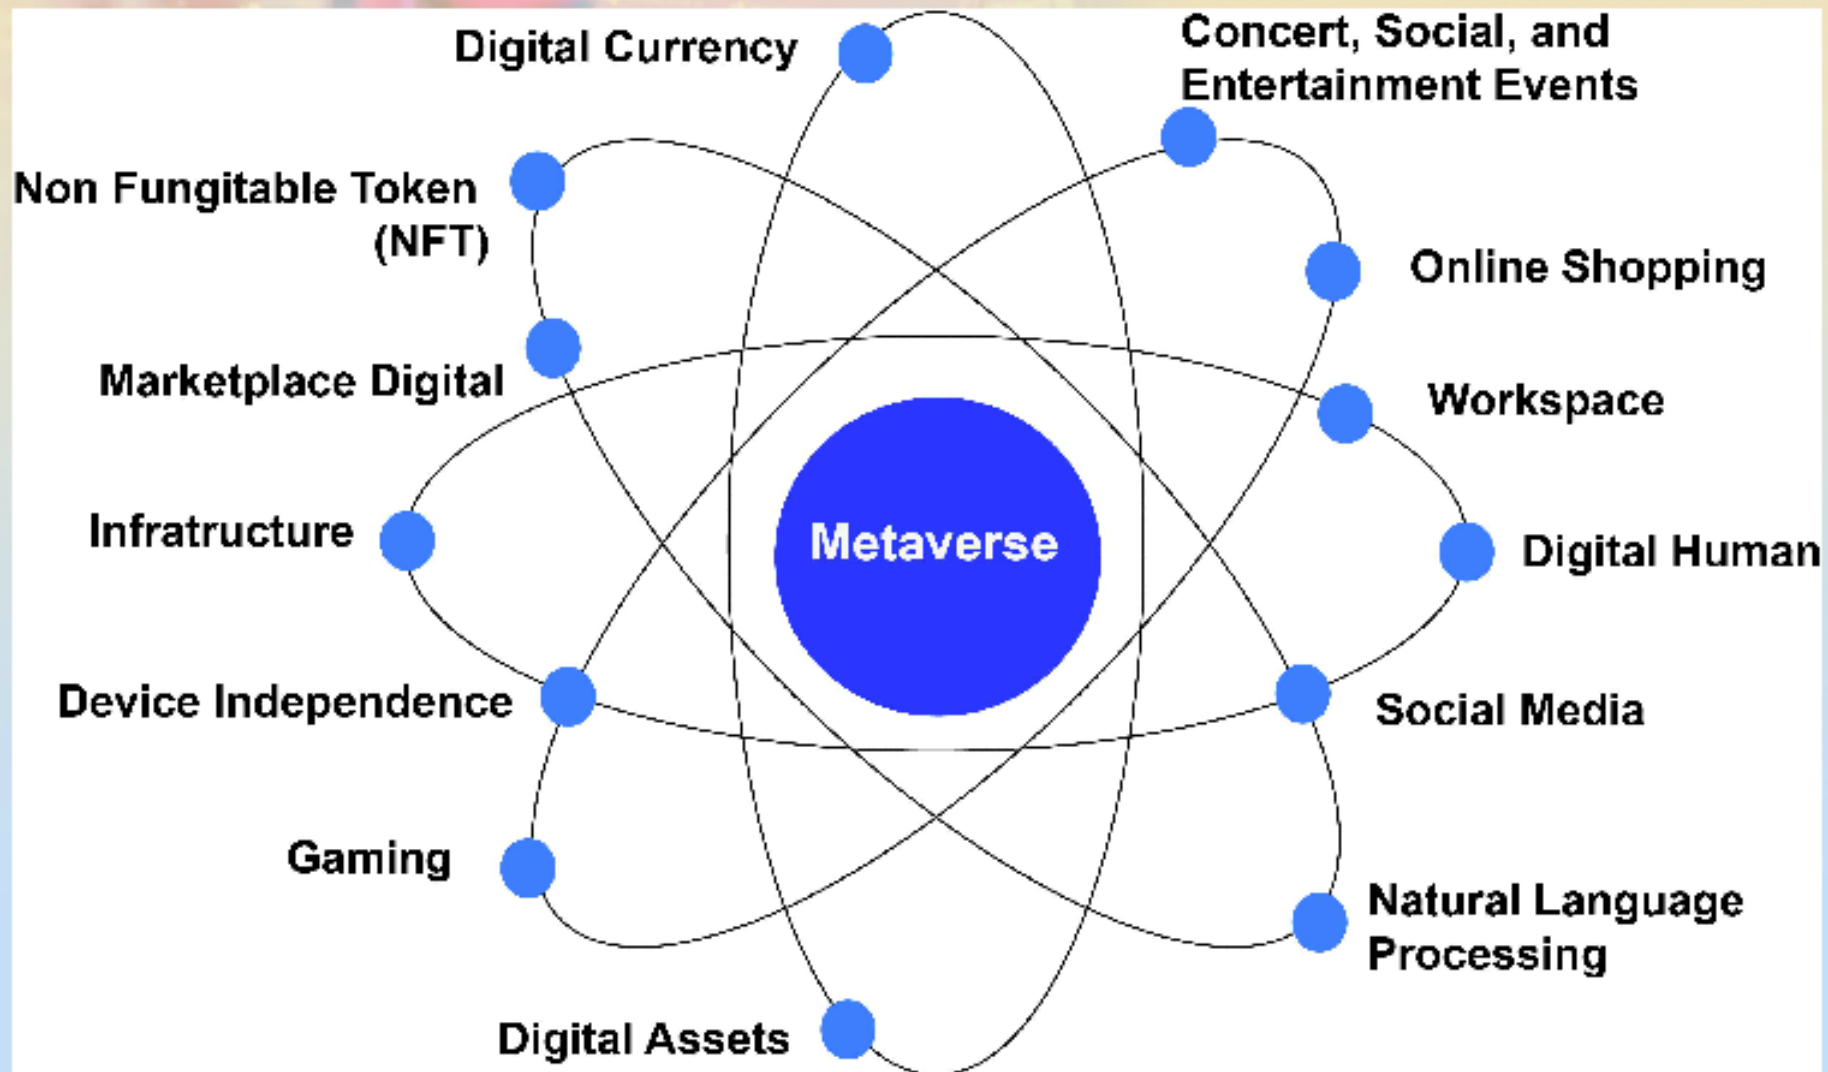 Digital Currency
Concert, Social, and
Entertainment Events
Non Fungitable Token
(NFT)
Online Shopping
Marketplace Digital
Workspace
Infratructure
Metaverse
Digital Human
Device Independence
Social Media
Gaming
Natural Language
Processing
Digital Assets